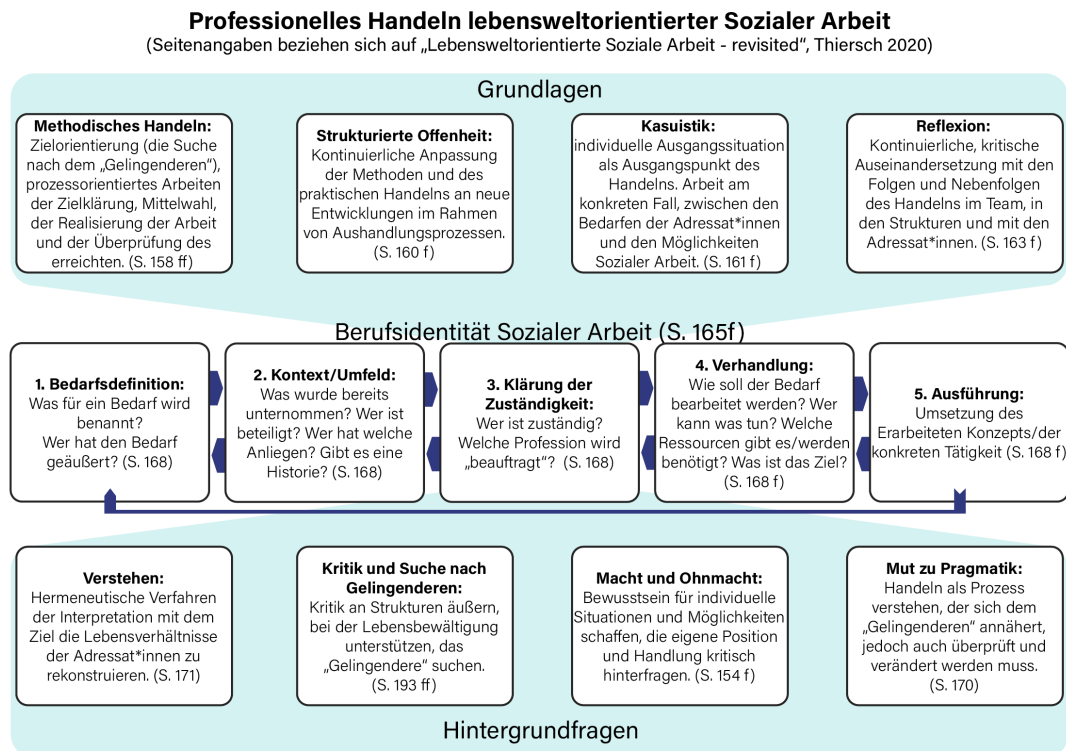 Professionelles Handeln lebensweltorientierter Sozialer Arbeit
(Seitenangaben beziehen sich auf „Lebensweltorientierte Soziale Arbeit - revisited“, Thiersch 2020)
Grundlagen
Methodisches Handeln:
Zielorientierung (die Suche
nach dem „Gelingenderen“),
prozessorientiertes Arbeiten
der Zielklärung, Mittelwahl,
der Realisierung der Arbeit
und der Überprüfung des
erreichten. (S. 158 ff)
Strukturierte Offenheit:
Kontinuierliche Anpassung
der Methoden und des
praktischen Handelns an neue
Entwicklungen im Rahmen
von Aushandlungsprozessen.
(S. 160 f)
Kasuistik:
individuelle Ausgangssituation
als Ausgangspunkt des
Handelns. Arbeit am
konkreten Fall, zwischen den
Bedarfen der Adressat*innen
und den Möglichkeiten
Sozialer Arbeit. (S. 161 f)
Reflexion:
Kontinuierliche, kritische
Auseinandersetzung mit den
Folgen und Nebenfolgen
des Handelns im Team, in
den Strukturen und mit den
Adressat*innen. (S. 163 f)
Berufsidentität Sozialer Arbeit (S. 165f)
1. Bedarfsdefinition:
Was für ein Bedarf wird
benannt?
Wer hat den Bedarf
geäußert? (S. 168)
2. Kontext/Umfeld:
Was wurde bereits
unternommen? Wer ist
beteiligt? Wer hat welche
Anliegen? Gibt es eine
Historie? (S. 168)
3. Klärung der
Zuständigkeit:
Wer ist zuständig?
Welche Profession wird
„beauftragt“? (S. 168)
4. Verhandlung:
Wie soll der Bedarf
bearbeitet werden? Wer
kann was tun? Welche
Ressourcen gibt es/werden
benötigt? Was ist das Ziel?
(S. 168 f)
5. Ausführung:
Umsetzung des
Erarbeiteten Konzepts/der
konkreten Tätigkeit (S. 168 f)
Verstehen:
Hermeneutische Verfahren
der Interpretation mit dem
Ziel die Lebensverhältnisse
der Adressat*innen zu
rekonstruieren. (S. 171)
Kritik und Suche nach
Gelingenderen:
Kritik an Strukturen äußern,
bei der Lebensbewältigung
unterstützen, das
„Gelingendere“ suchen.
(S. 193 ff)
Macht und Ohnmacht:
Bewusstsein für individuelle
Situationen und Möglichkeiten
schaffen, die eigene Position
und Handlung kritisch
hinterfragen. (S. 154 f)
Mut zu Pragmatik:
Handeln als Prozess
verstehen, der sich dem
„Gelingenderen“ annähert,
jedoch auch überprüft und
verändert werden muss.
(S. 170)
Hintergrundfragen